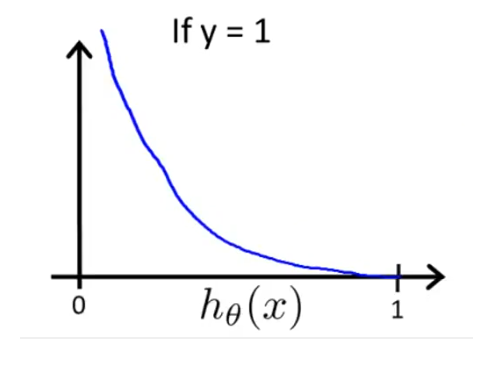 If y = 1
0
hθ(x)
1